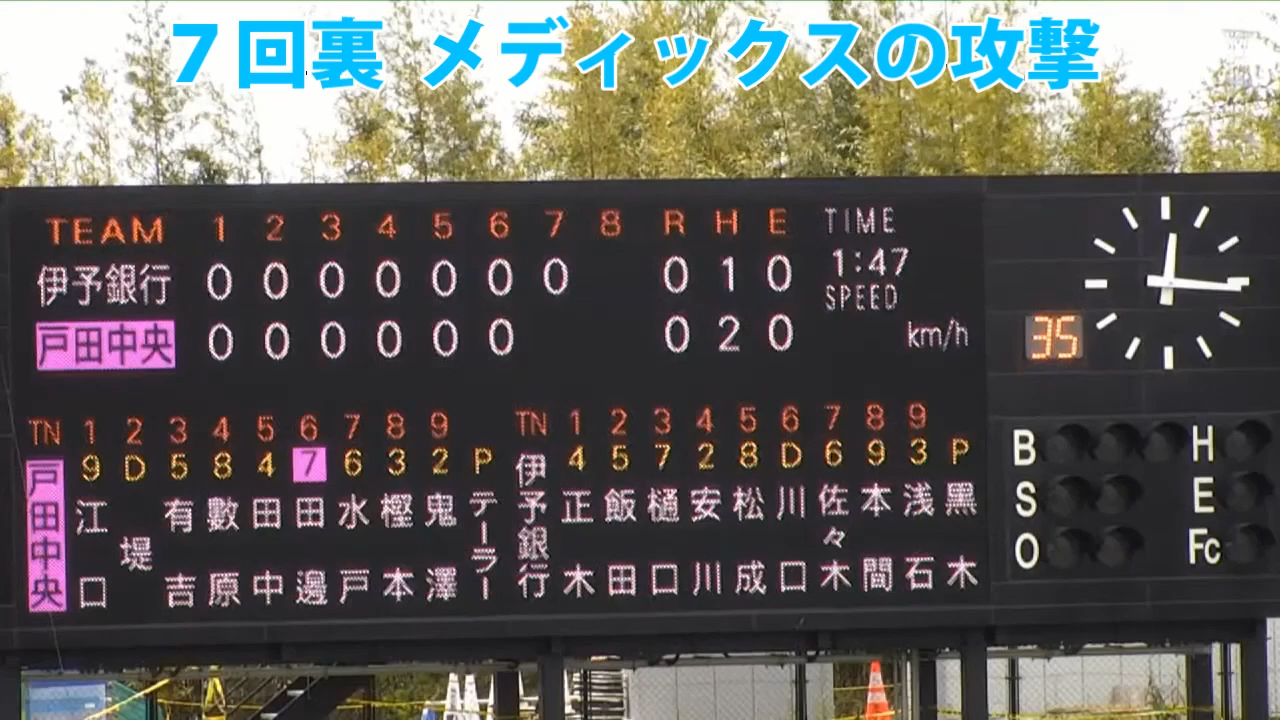 ７回裏 メディックスの攻撃
TEAM 1 2 3 4 5 6 7 8 R H E TIME
伊予銀行 0 0 0 0 0 0 0 0 1 0 1:47
SPEED
戸田中央 0 0 0 0 0 0 0 2 0 km/h
35
TN 1 2 3 4 5 6 7 8 9
戸田中央 9 D 5 8 4 7 6 3 2 P
江口 堤 有吉 數原 田中 田邊 水戸 樫本 鬼澤 テーラー
TN 1 2 3 4 5 6 7 8 9
伊予銀行 4 5 7 2 8 D 6 9 3 P
正木 飯田 樋口 安川 松成 川口 佐々木 本間 浅石 黒木
B H
S E
O Fc